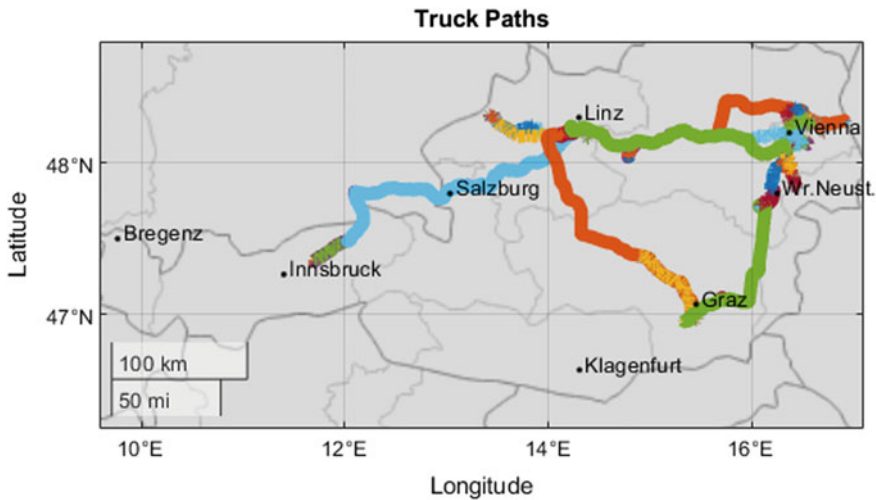 Truck Paths
Linz
Vienna
48°N
Salzburg
Wr.Neust.
Bregenz
Innsbruck
Graz
47°N
Klagenfurt
100 km
50 mi
10°E
12°E
14°E
16°E
Latitude
Longitude